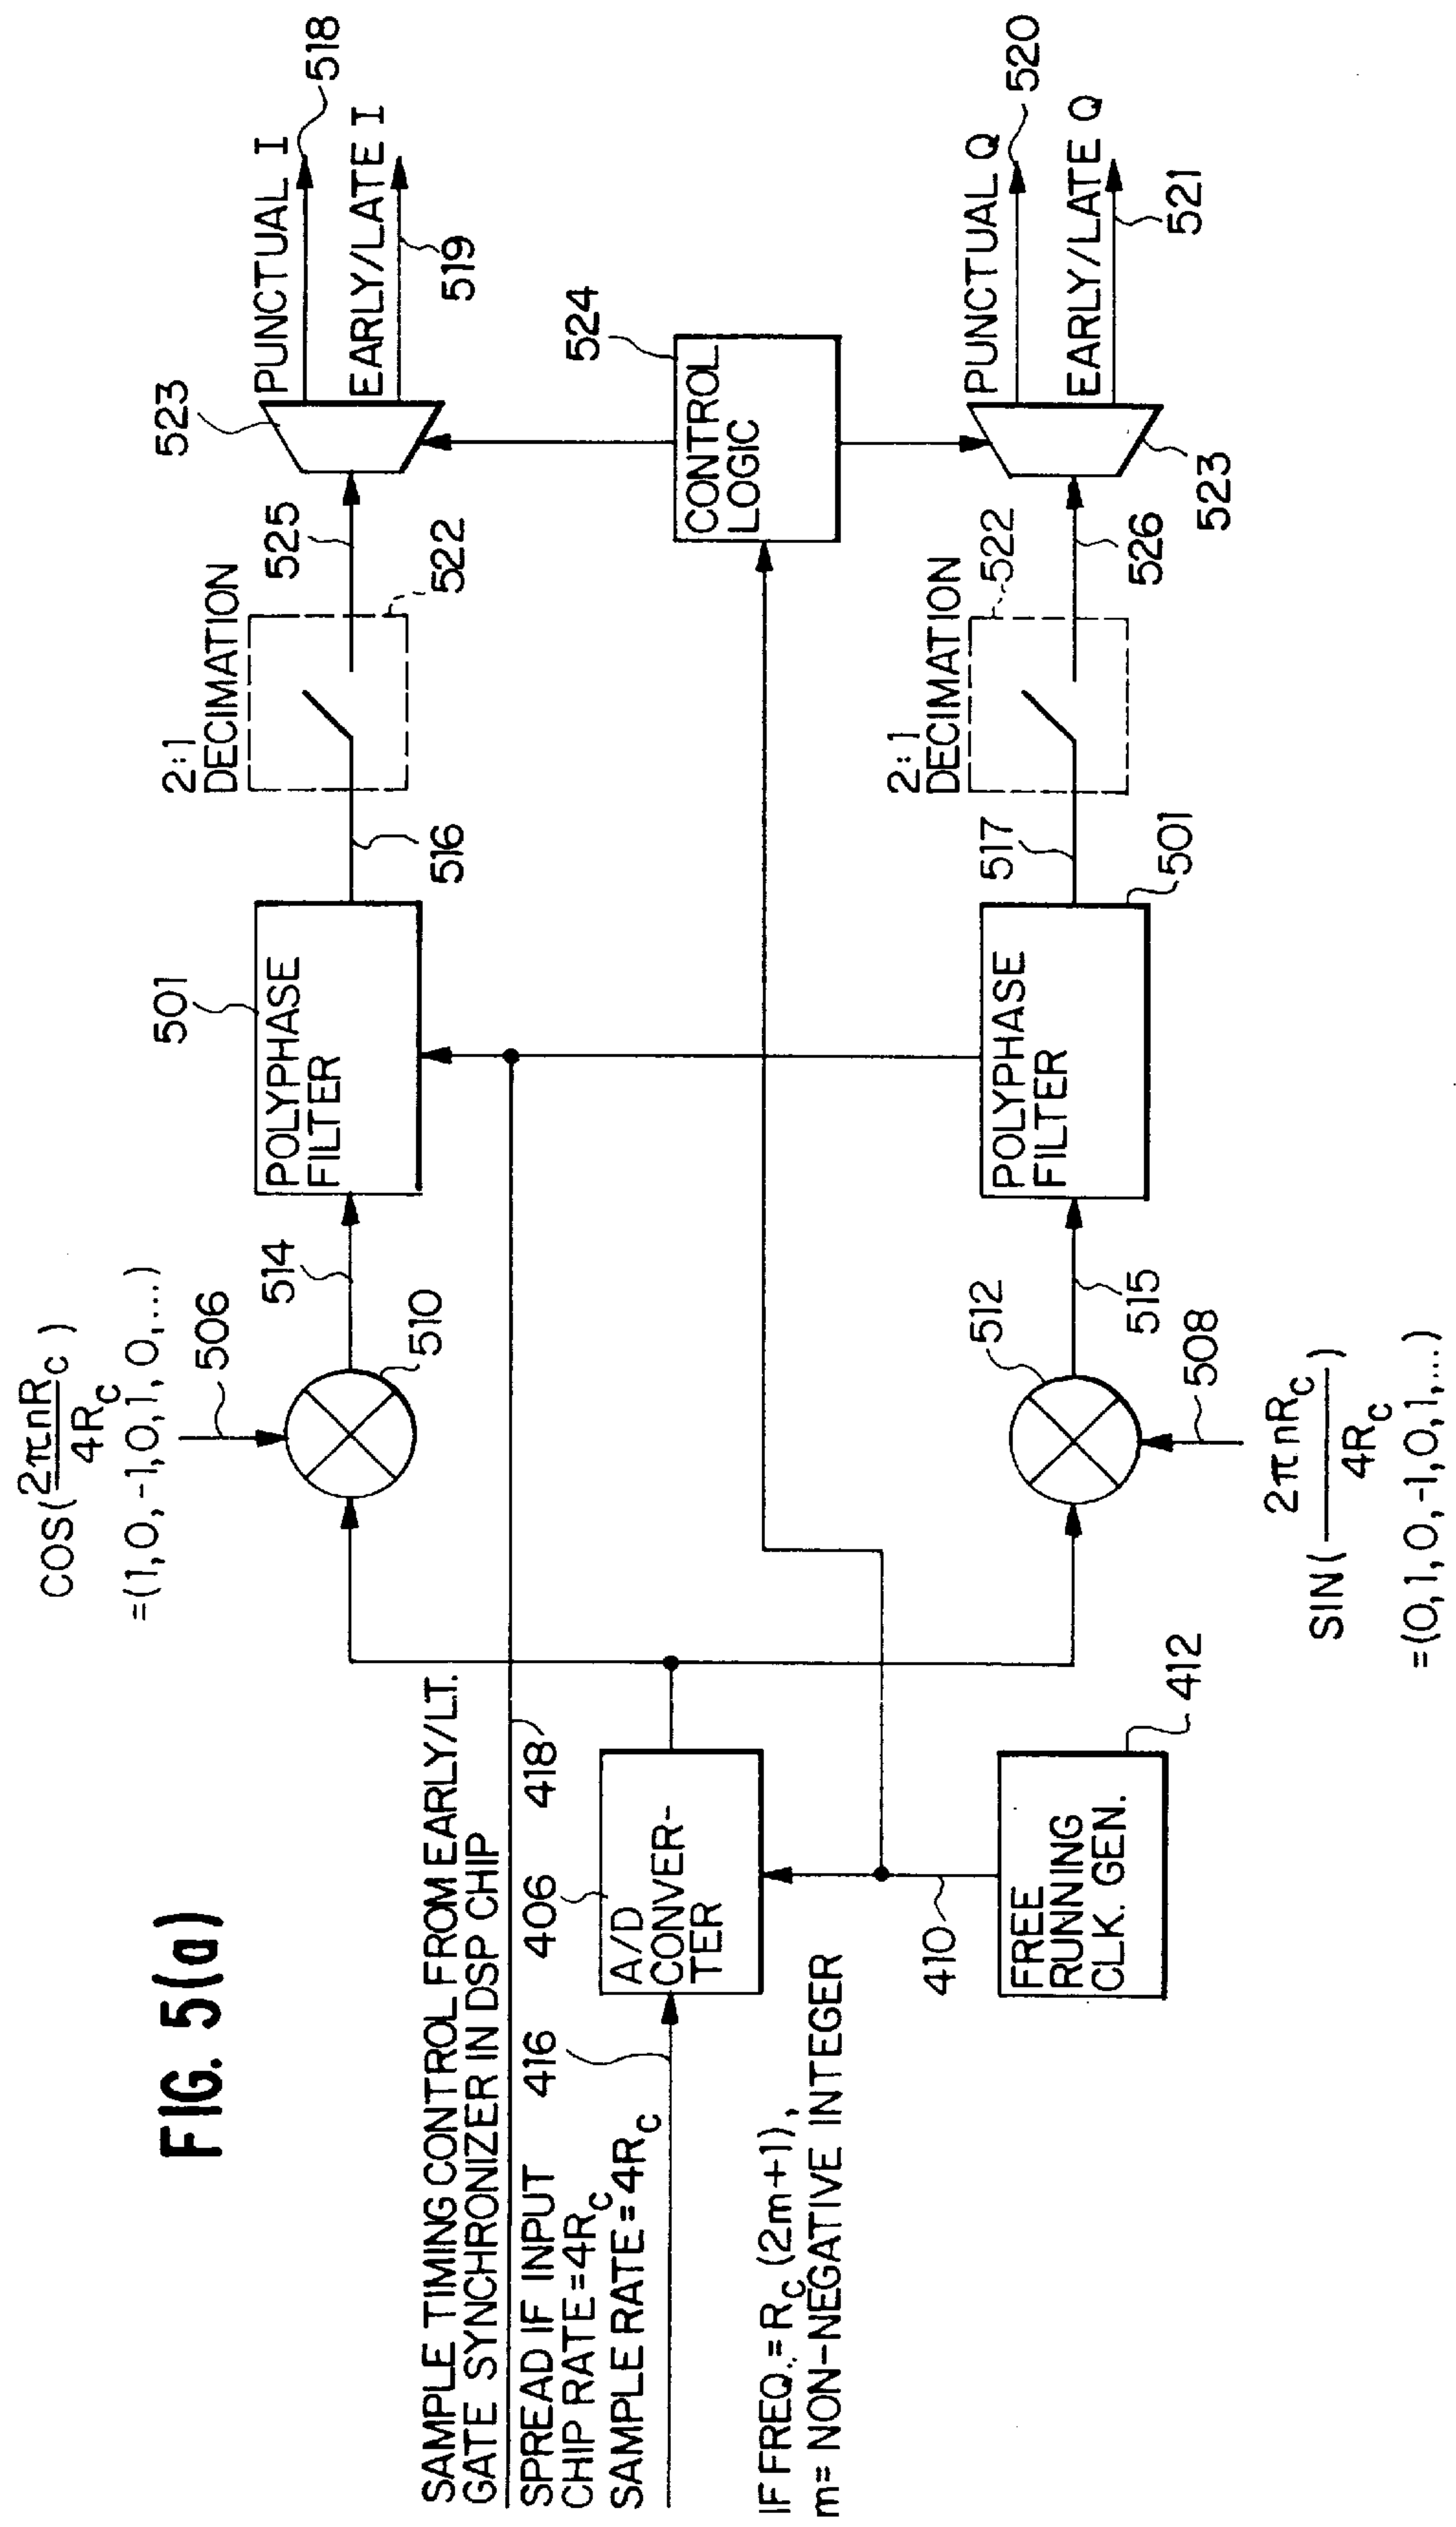 FIG. 5(a)
SAMPLE TIMING CONTROL FROM EARLY/LT.
GATE SYNCHRONIZER IN DSP CHIP
418
SPREAD IF INPUT
CHIP RATE = 4RC
SAMPLE RATE = 4RC
416
IF FREQ. = RC (2m+1),
m = NON-NEGATIVE INTEGER
406
A/D
CONVER-
TER
410
FREE
RUNNING
CLK. GEN.
412
COS(2πnRC
4RC)
=(1,0,-1,0,1,0,...)
506
510
514
501
POLYPHASE
FILTER
516
2:1
DECIMATION
522
525
523
PUNCTUAL I
518
EARLY/LATE I
519
524
CONTROL
LOGIC
SIN(2πnRC
4RC)
=(0,1,0,-1,0,1,...)
508
512
515
POLYPHASE
FILTER
501
517
2:1
DECIMATION
522
526
523
PUNCTUAL Q
520
EARLY/LATE Q
521